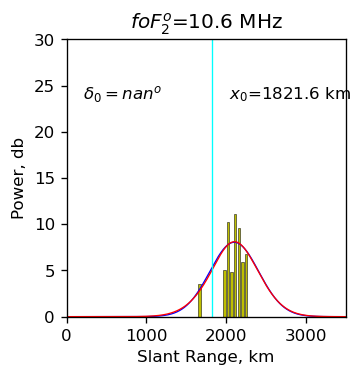 foF₂ᵒ=10.6 MHz
30
δ₀ = nanᵒ
x₀=1821.6 km
25
20
15
10
5
0
Power, db
0 1000 2000 3000
Slant Range, km